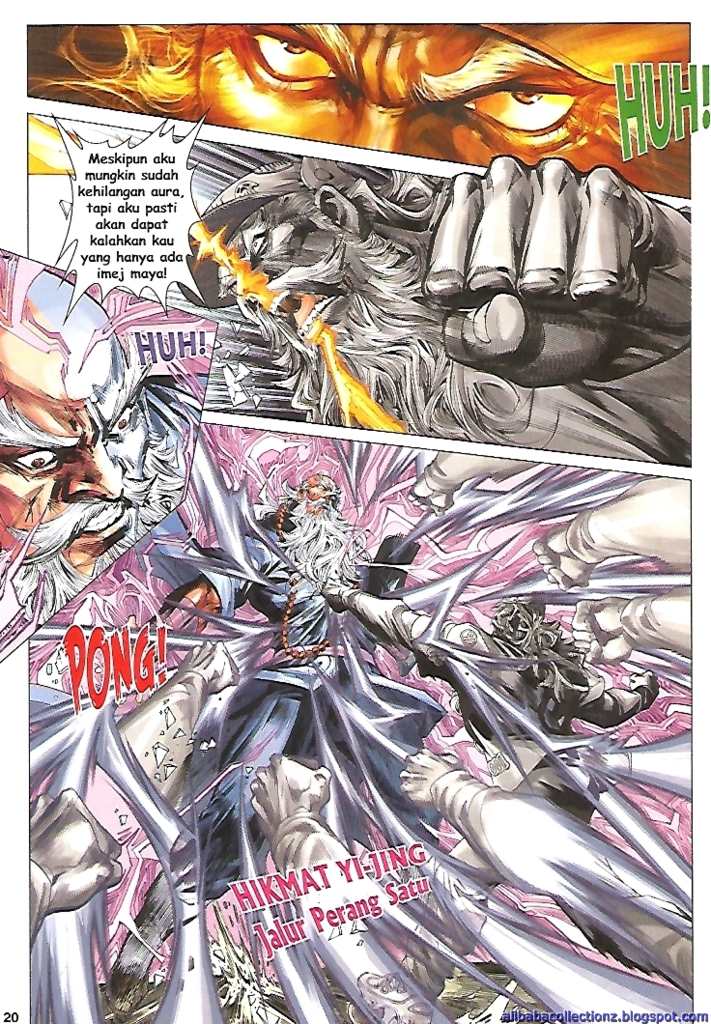 HUH!
Meskipun aku
mungkin sudah
kehilangan aura,
tapi aku pasti
akan dapat
kalahkan kau
yang hanya ada
imej maya!
HUH!
PONG!
HIKMAT YI-JING
Jalur Perang Satu
20
alibabacollectionz.blogspot.com